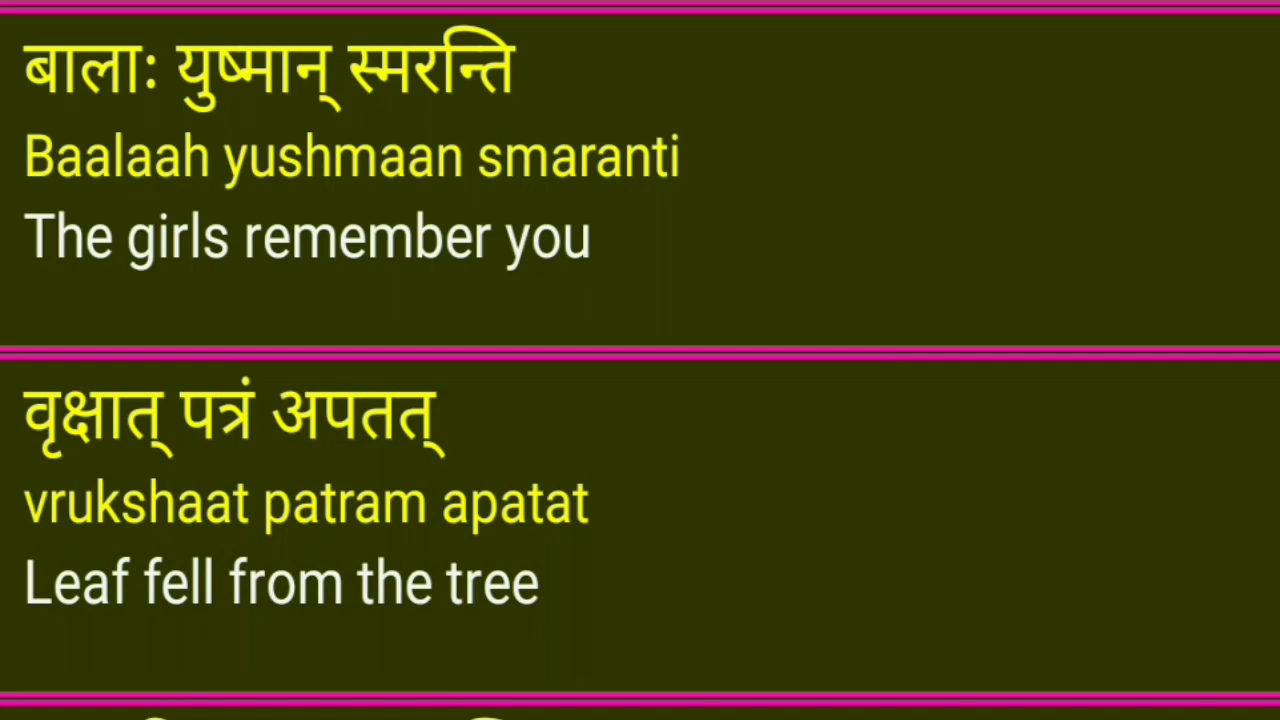 बालाः युष्मान् स्मरन्ति
Baalaah yushmaan smaranti
The girls remember you
वृक्षात् पत्रं अपतत्
vrukshaat patram apatat
Leaf fell from the tree